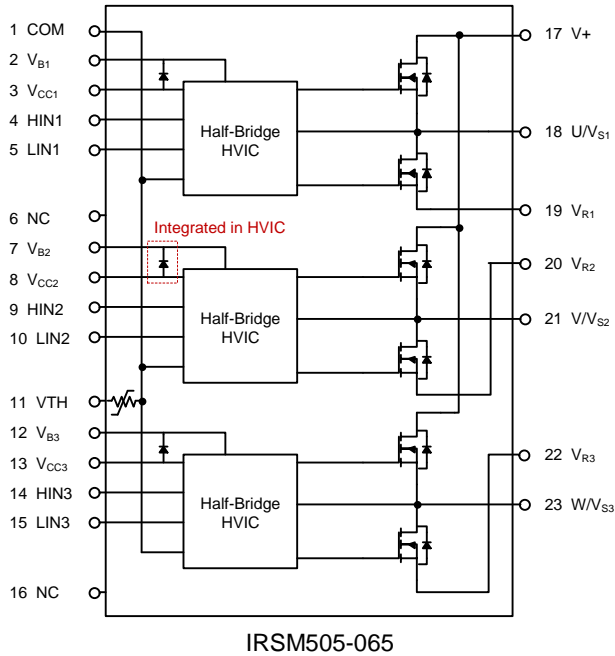 1 COM
2 VB1
3 VCC1
4 HIN1
5 LIN1
6 NC
7 VB2
8 VCC2
9 HIN2
10 LIN2
11 VTH
12 VB3
13 VCC3
14 HIN3
15 LIN3
16 NC
Half-Bridge
HVIC
Integrated in HVIC
Half-Bridge
HVIC
Half-Bridge
HVIC
17 V+
18 U/VS1
19 VR1
20 VR2
21 V/VS2
22 VR3
23 W/VS3
IRSM505-065